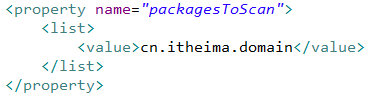 <property name="packagesToScan">
<list>
<value>cn.itheima.domain</value>
</list>
</property>